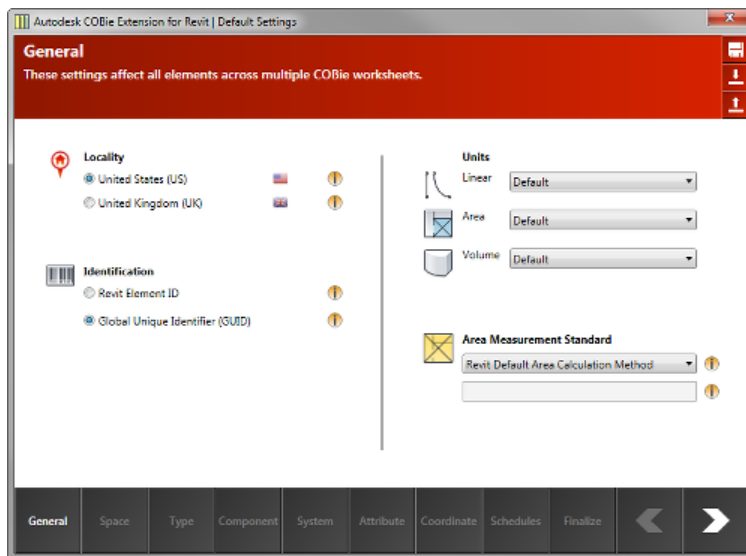 Autodesk COBie Extension for Revit | Default Settings
General
These settings affect all elements across multiple COBie worksheets.
Locality
United States (US)
United Kingdom (UK)
Identification
Revit Element ID
Global Unique Identifier (GUID)
Units
Linear
Default
Area
Default
Volume
Default
Area Measurement Standard
Revit Default Area Calculation Method
General
Space
Type
Component
System
Attribute
Coordinate
Schedules
Finalize